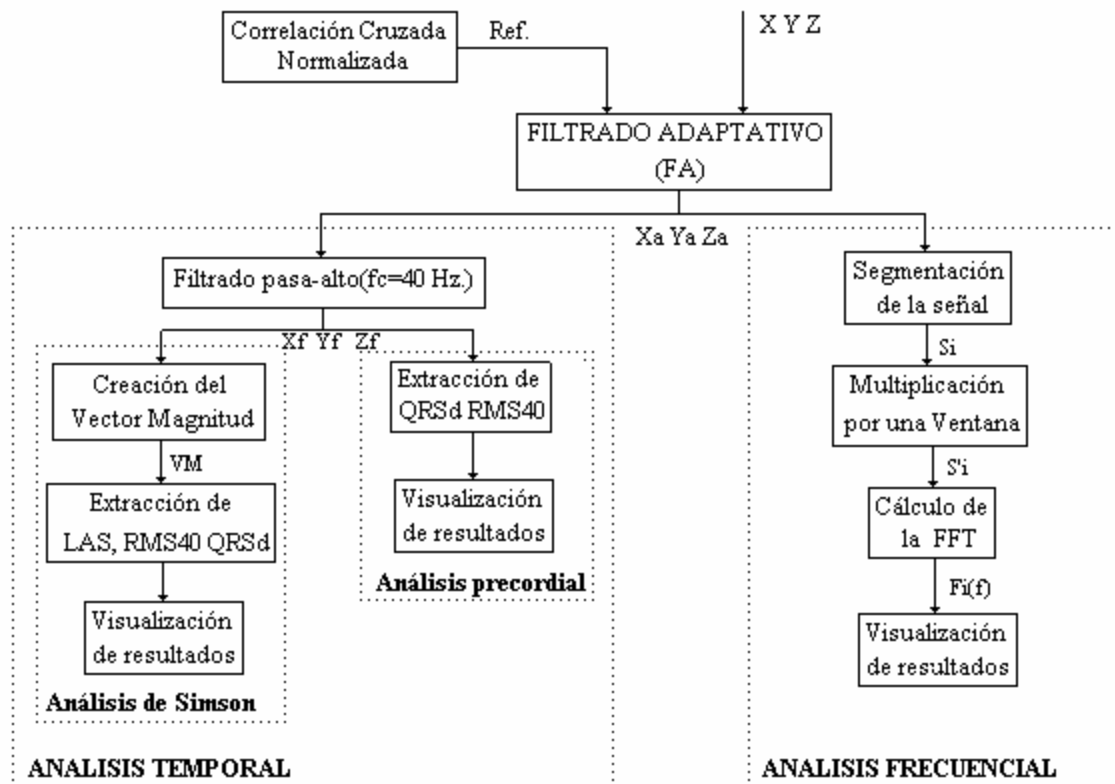 Correlación Cruzada
Normalizada
Ref.
X Y Z
FILTRADO ADAPTATIVO
(FA)
Xa Ya Za
Filtrado pasa-alto(fc=40 Hz.)
Xf Yf Zf
Creación del
Vector Magnitud
VM
Extracción de
LAS, RMS40 QRSd
Visualización
de resultados
Análisis de Simson
Extracción de
QRSd RMS40
Visualización
de resultados
Análisis precordial
ANALISIS TEMPORAL
Segmentación
de la señal
Si
Multiplicación
por una Ventana
S'i
Cálculo de
la FFT
Fi(f)
Visualización
de resultados
ANALISIS FRECUENCIAL